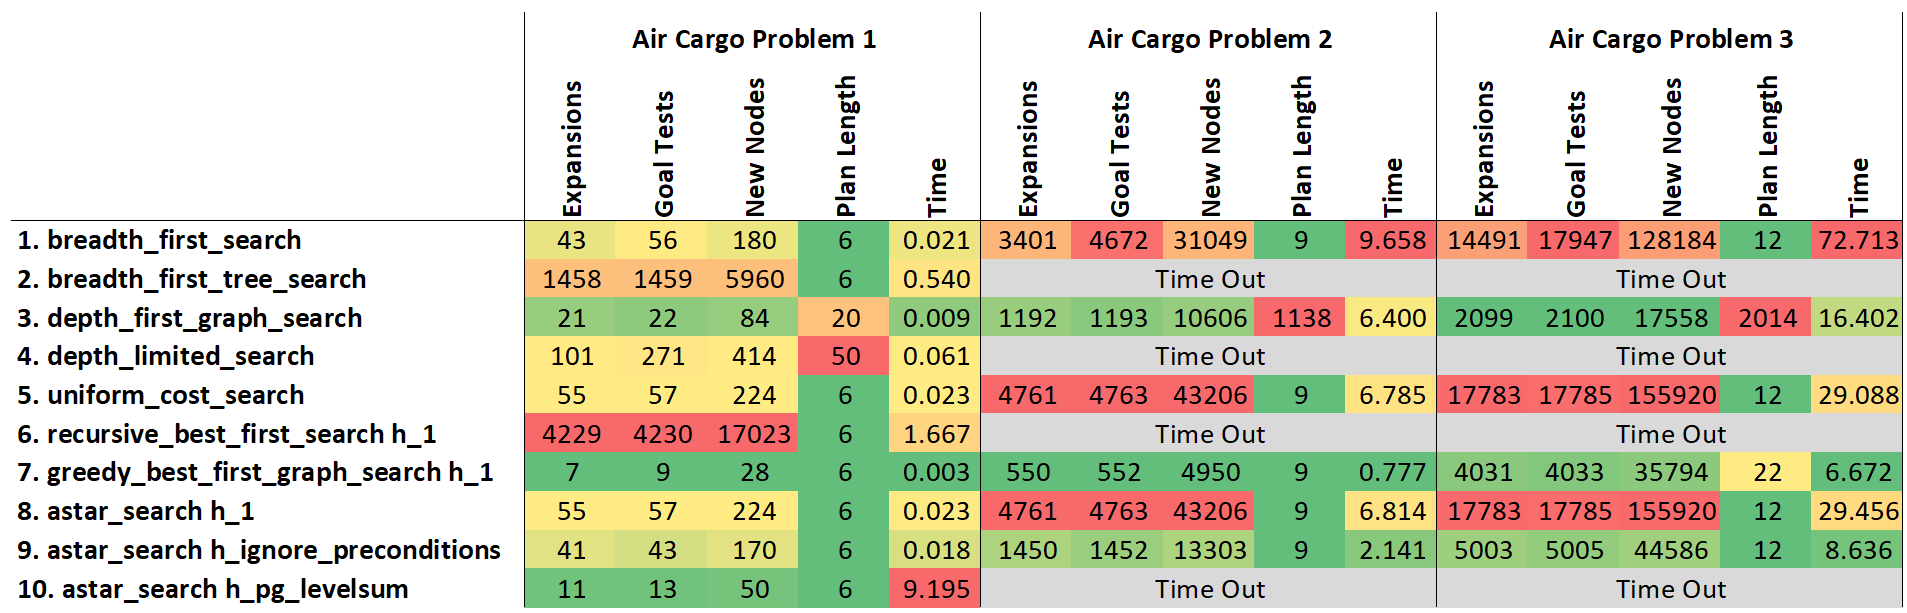 Air Cargo Problem 1 Air Cargo Problem 2 Air Cargo Problem 3
Expansions Goal Tests New Nodes Plan Length Time Expansions Goal Tests New Nodes Plan Length Time Expansions Goal Tests New Nodes Plan Length Time
1. breadth_first_search 43 56 180 6 0.021 3401 4672 31049 9 9.658 14491 17947 128184 12 72.713
2. breadth_first_tree_search 1458 1459 5960 6 0.540 Time Out Time Out
3. depth_first_graph_search 21 22 84 20 0.009 1192 1193 10606 1138 6.400 2099 2100 17558 2014 16.402
4. depth_limited_search 101 271 414 50 0.061 Time Out Time Out
5. uniform_cost_search 55 57 224 6 0.023 4761 4763 43206 9 6.785 17783 17785 155920 12 29.088
6. recursive_best_first_search h_1 4229 4230 17023 6 1.667 Time Out Time Out
7. greedy_best_first_graph_search h_1 7 9 28 6 0.003 550 552 4950 9 0.777 4031 4033 35794 22 6.672
8. astar_search h_1 55 57 224 6 0.023 4761 4763 43206 9 6.814 17783 17785 155920 12 29.456
9. astar_search h_ignore_preconditions 41 43 170 6 0.018 1450 1452 13303 9 2.141 5003 5005 44586 12 8.636
10. astar_search h_pg_levelsum 11 13 50 6 9.195 Time Out Time Out